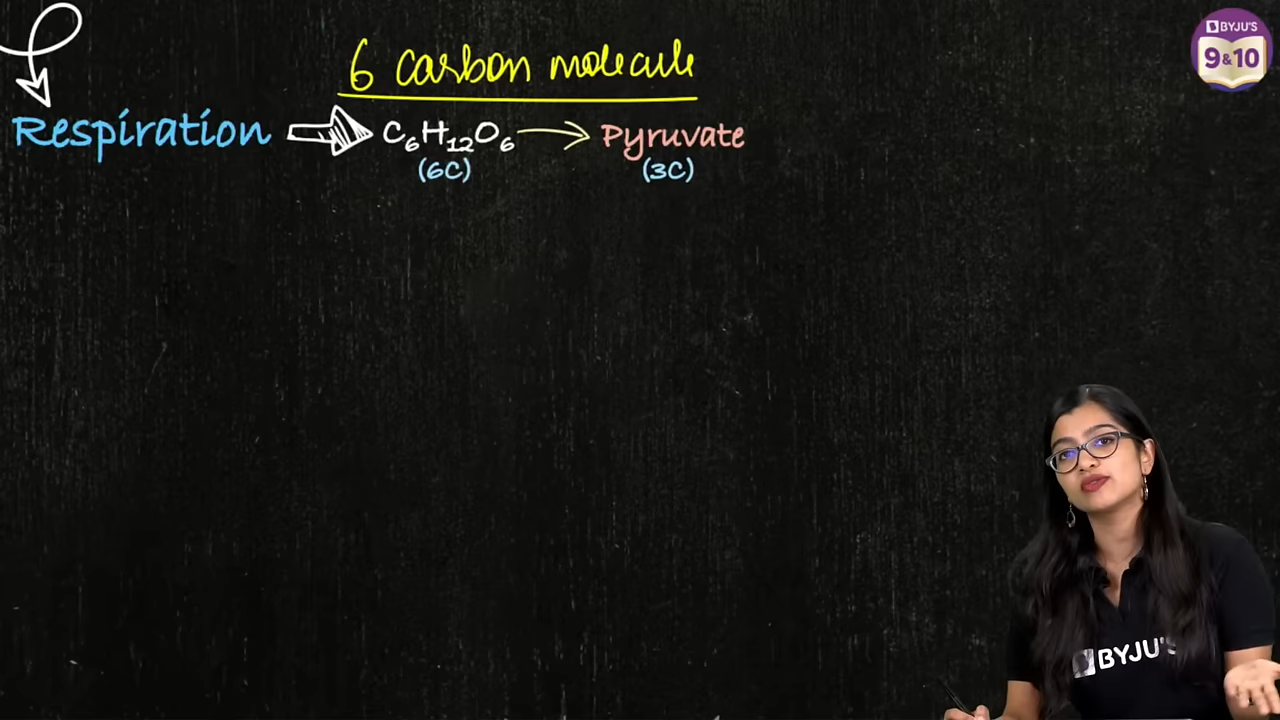 BYJU'S
9&10
6 carbon molecule
Respiration C₆H₁₂O₆ Pyruvate
(6C) (3C)
BYJU'S